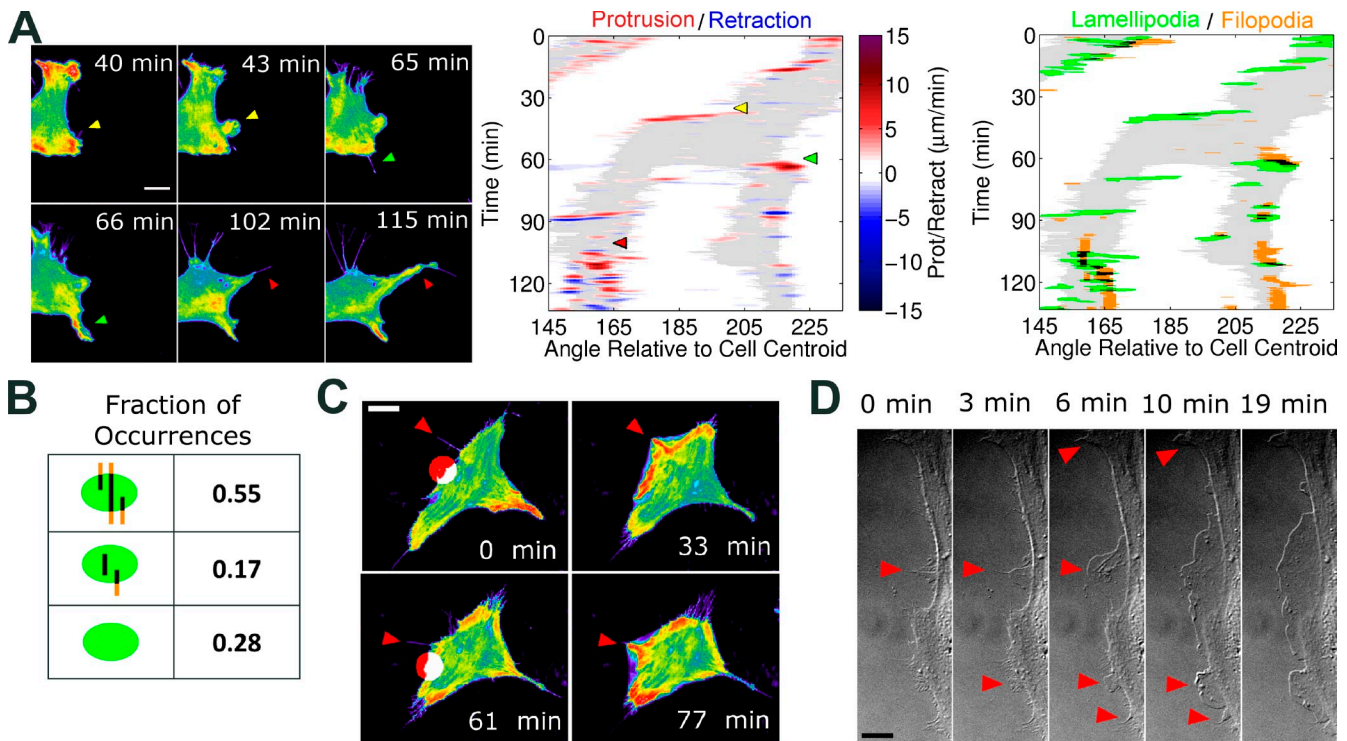 A
40 min
43 min
65 min
66 min
102 min
115 min
Protrusion/Retraction
0
30
60
90
120
Time (min)
145
165
185
205
225
Angle Relative to Cell Centroid
15
10
5
0
−5
−10
−15
Prot/Retract (μm/min)
Lamellipodia / Filopodia
0
30
60
90
120
Time (min)
145
165
185
205
225
Angle Relative to Cell Centroid
B
Fraction of
Occurrences
0.55
0.17
0.28
C
0 min
33 min
61 min
77 min
D
0 min
3 min
6 min
10 min
19 min